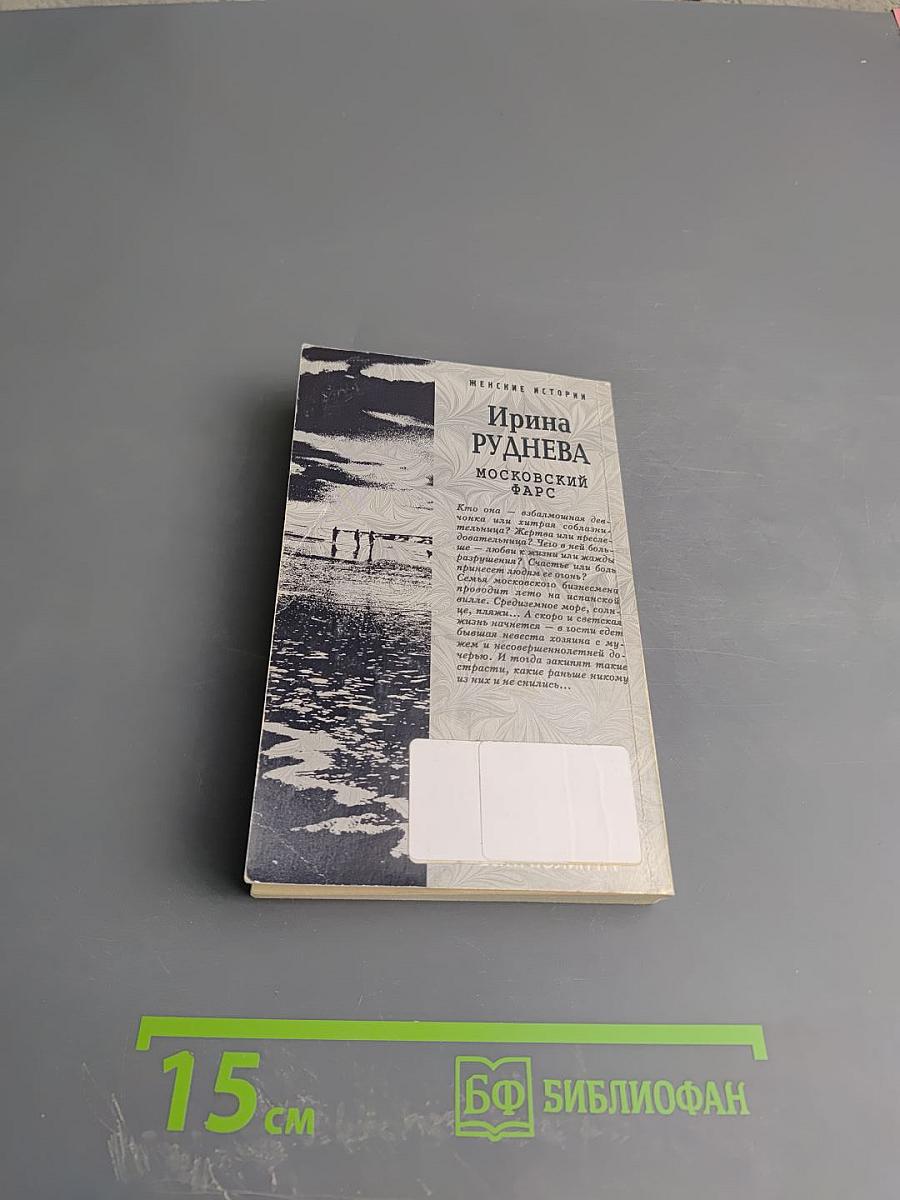 ЖЕНСКИЕ ИСТОРИИ
Ирина
РУДНЕВА
МОСКОВСКИЙ
ФАРС
Кто она — взбалмошная дев-
чонка или хитрая соблазни-
тельница? Жертва или пресле-
довательница? Чего в ней боль-
ше — любви к жизни или жажды
разрушения? Счастье или боль
принесет людям ее огонь?
Семья московского бизнесмена
проводит лето на испанской
вилле. Средиземное море, солн-
це, пляжи... А скоро и светская
жизнь начнется — в гости едет
бывшая невеста хозяина с му-
жем и несовершеннолетней до-
черью. И тогда закипят такие
страсти, какие раньше никому
из них и не снились...
15 см
БФ БИБЛИОФАН